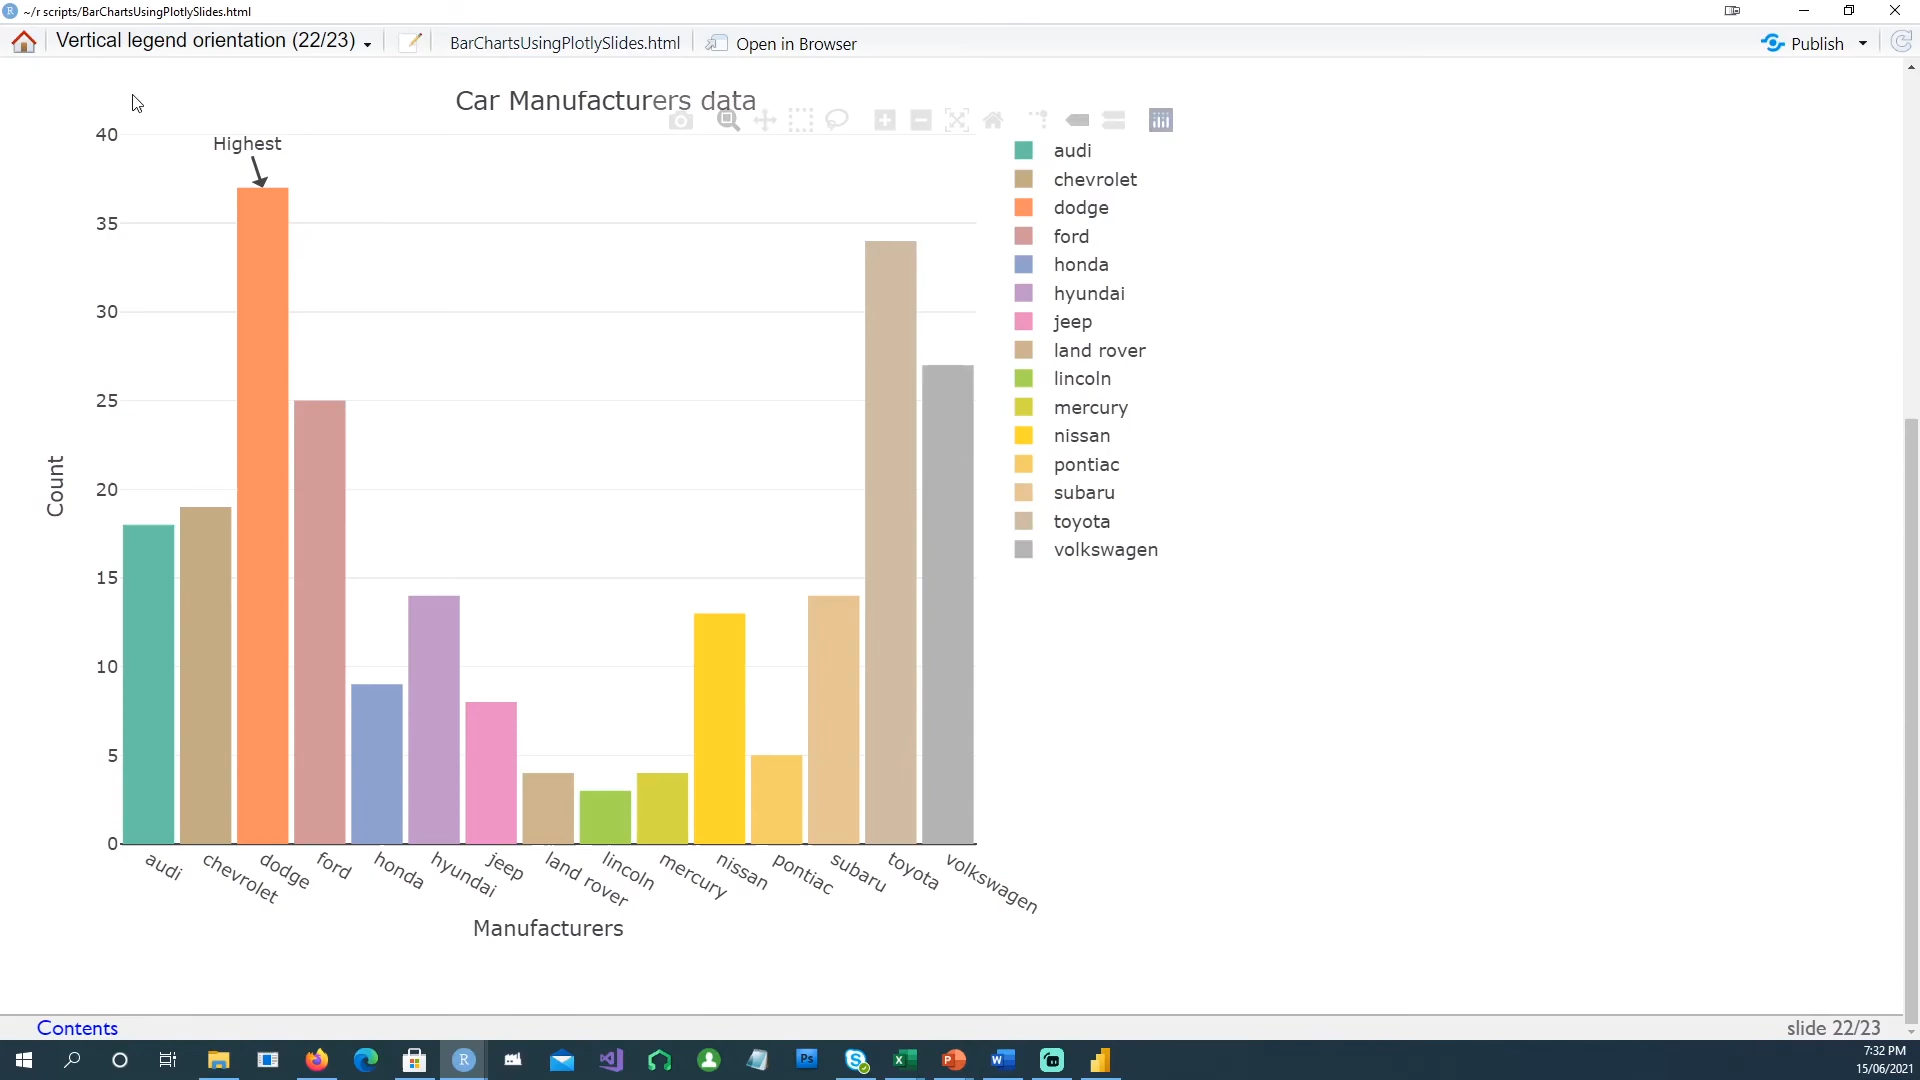 ~/r scripts/BarChartsUsingPlotlySlides.html
Vertical legend orientation (22/23)
BarChartsUsingPlotlySlides.html
Open in Browser
Publish
Car Manufacturers data
Highest
40
35
30
25
20
15
10
5
0
Count
audi
chevrolet
dodge
ford
honda
hyundai
jeep
land rover
lincoln
mercury
nissan
pontiac
subaru
toyota
volkswagen
Manufacturers
audi
chevrolet
dodge
ford
honda
hyundai
jeep
land rover
lincoln
mercury
nissan
pontiac
subaru
toyota
volkswagen
Contents
slide 22/23
7:32 PM
15/06/2021